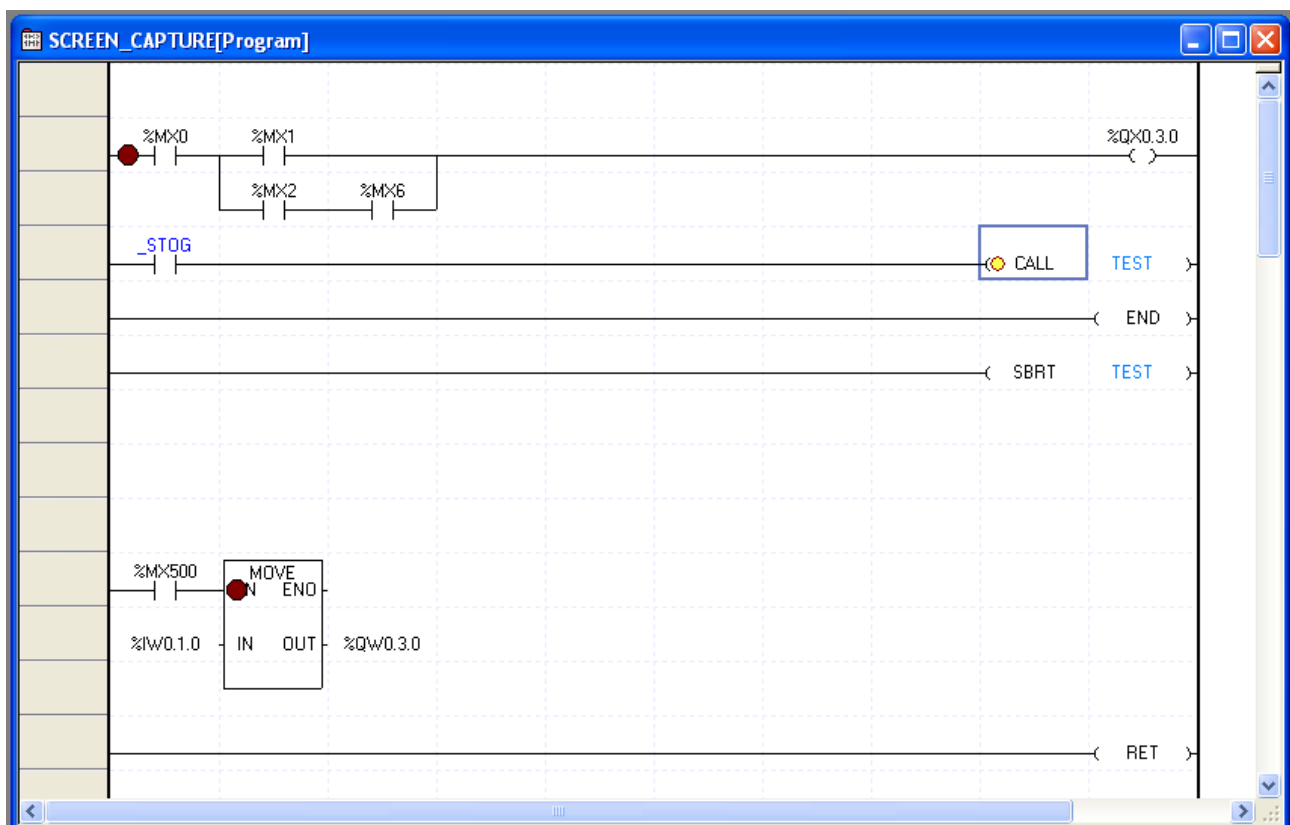 SCREEN_CAPTURE[Program]
%MX0 %MX1 %QX0.3.0
%MX2 %MX6
_STOG
CALL TEST
END
SBRT TEST
%MX500 MOVE
N ENO
%IW0.1.0 IN OUT %QW0.3.0
RET